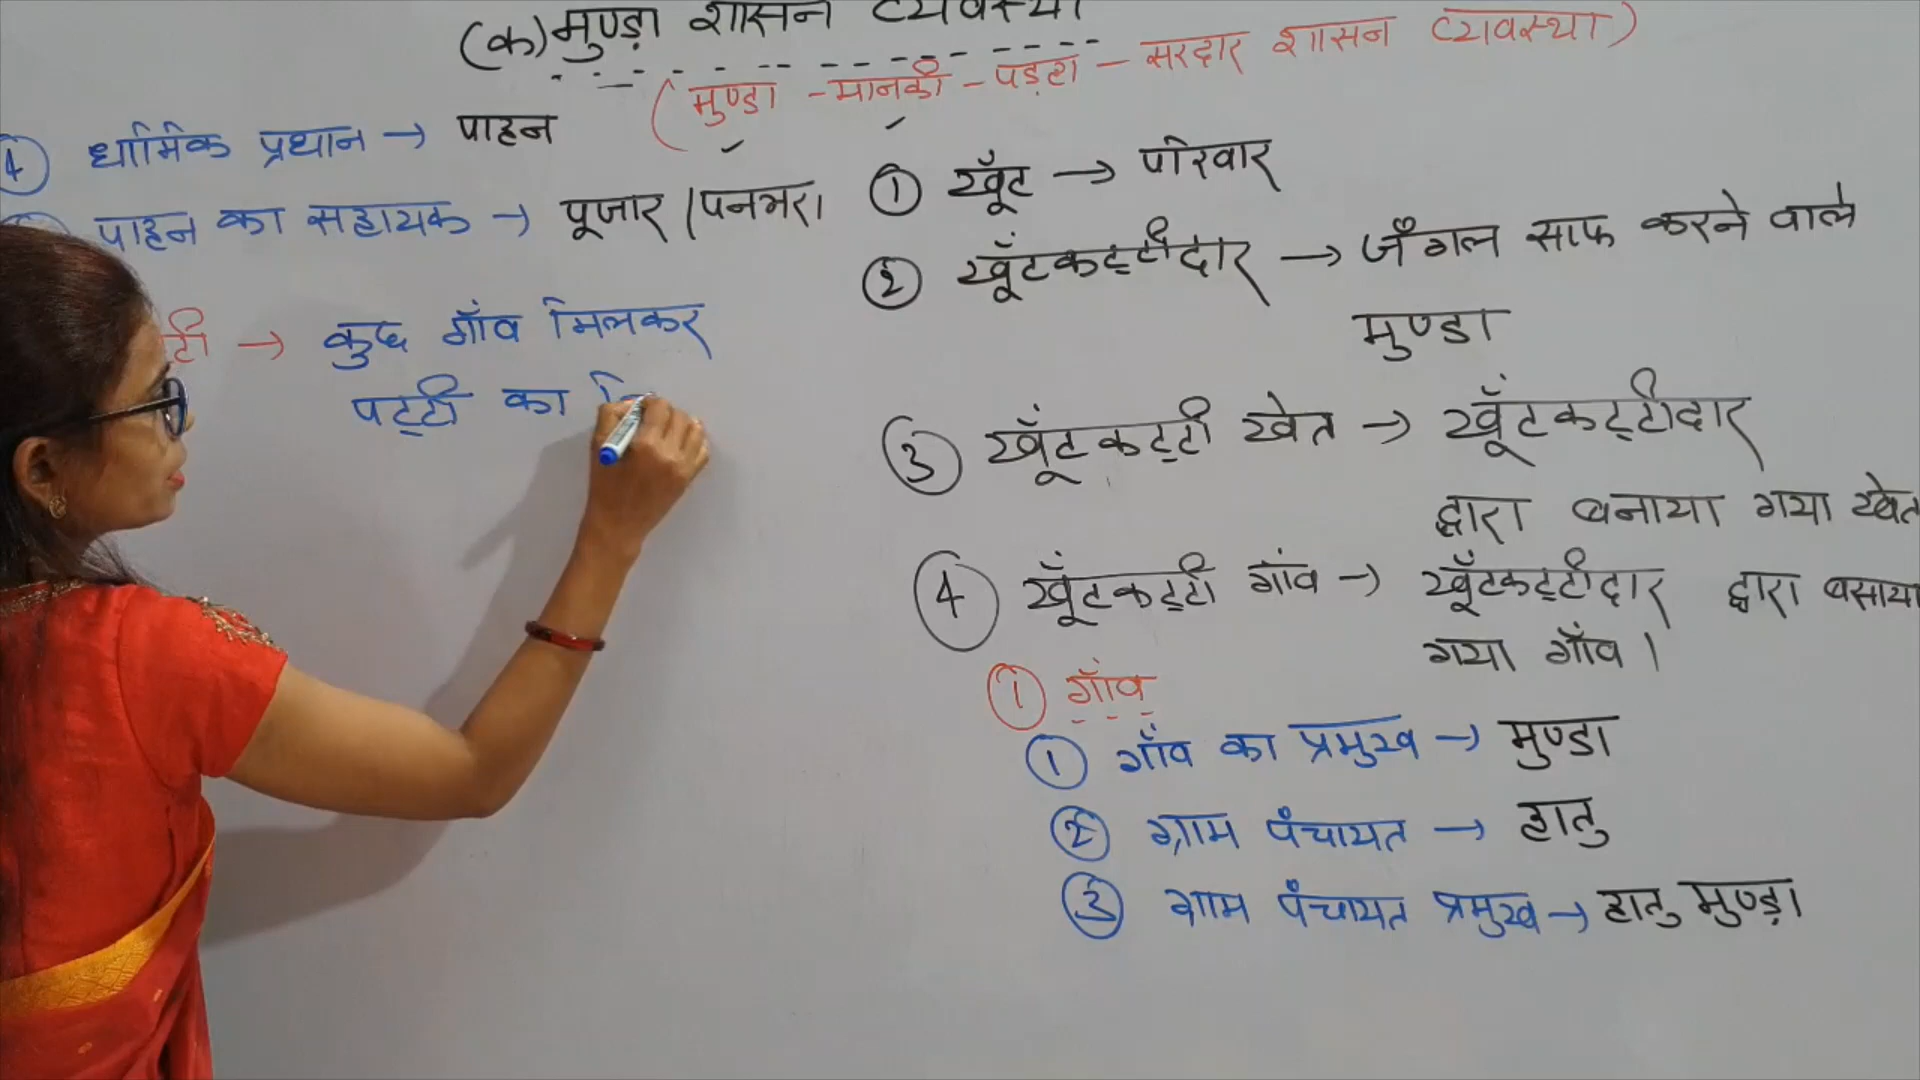 (क) मुण्डा शासन व्यवस्था
(मुण्डा - मानकी - पड़हा - सरदार शासन व्यवस्था)
4 धार्मिक प्रधान → पाहन
पाहन का सहायक → पूजार / पनभरा
→ कुछ गाँव मिलकर
पट्टी का
① खूँट → परिवार
② खूँटकट्टीदार → जँगल साफ करने वाले
मुण्डा
③ खूँटकट्टी खेत → खूँटकट्टीदार
द्वारा बनाया गया खेत
④ खूँटकट्टी गाँव → खूँटकट्टीदार द्वारा बसाया
गया गाँव।
① गाँव
① गाँव का प्रमुख → मुण्डा
② ग्राम पंचायत → हातु
③ ग्राम पंचायत प्रमुख → हातु मुण्डा